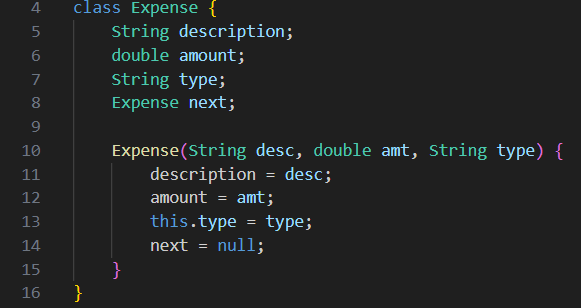 4 class Expense {
5     String description;
6     double amount;
7     String type;
8     Expense next;
9
10     Expense(String desc, double amt, String type) {
11         description = desc;
12         amount = amt;
13         this.type = type;
14         next = null;
15     }
16 }